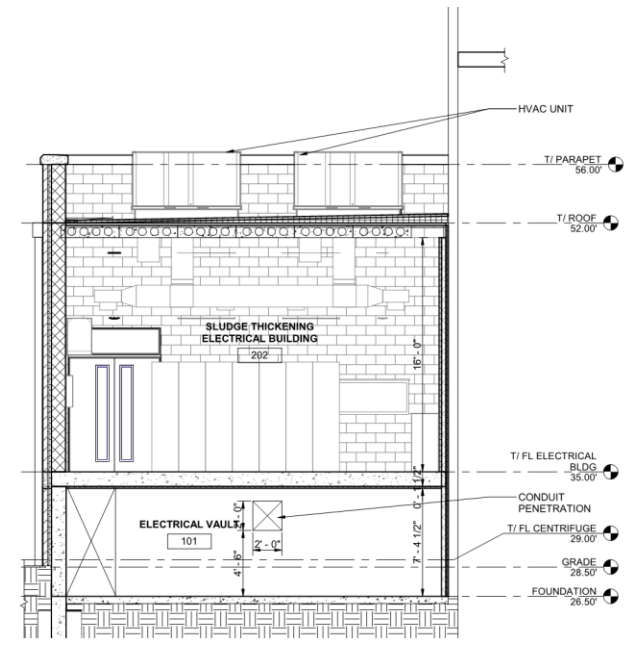 HVAC UNIT
T/ PARAPET
56.00'
T/ ROOF
52.00'
SLUDGE THICKENING
ELECTRICAL BUILDING
202
16' - 0"
T/ FL ELECTRICAL
BLDG
35.00'
CONDUIT
PENETRATION
ELECTRICAL VAULT
101
2' - 0"
4' - 6"
7' - 4 1/2"
T/ FL CENTRIFUGE
29.00'
GRADE
28.50'
FOUNDATION
26.50'